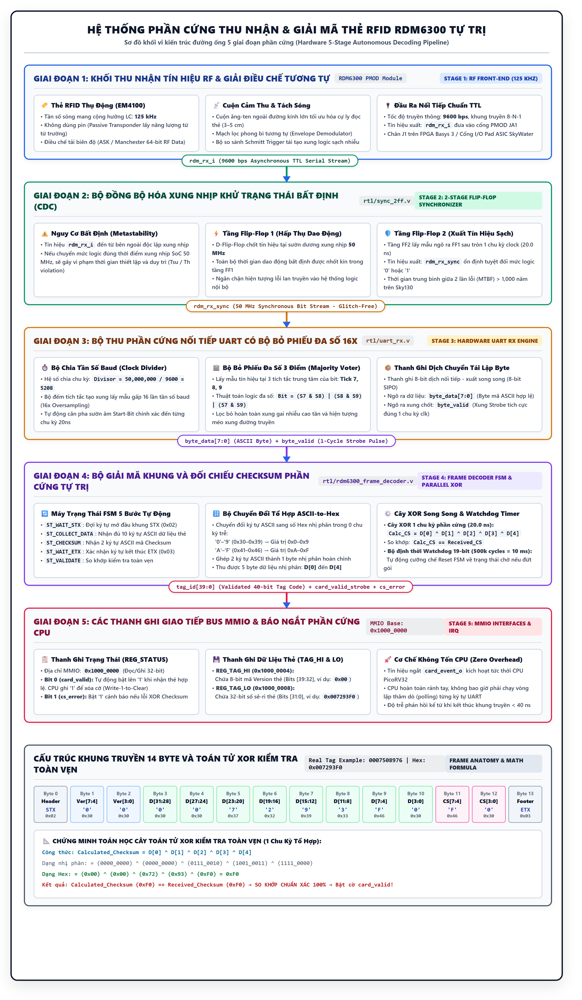 HỆ THỐNG PHẦN CỨNG THU NHẬN & GIẢI MÃ THẺ RFID RDM6300 TỰ TRỊ
Sơ đồ khối vi kiến trúc đường ống 5 giai đoạn phần cứng (Hardware 5-Stage Autonomous Decoding Pipeline)
GIAI ĐOẠN 1: KHỐI THU NHẬN TÍN HIỆU RF & GIẢI ĐIỀU CHẾ TƯƠNG TỰ
RDM6300 PMOD Module
STAGE 1: RF FRONT-END (125 KHZ)
Thẻ RFID Thụ Động (EM4100)
• Tần số sóng mang cộng hưởng LC: 125 kHz
• Không dùng pin (Passive Transponder lấy năng lượng từ
từ trường)
• Điều chế tải biên độ (ASK / Manchester 64-bit RF Data)
Cuộn Cảm Thu & Tách Sóng
• Cuộn ăng-ten ngoài đường kính lớn tối ưu hóa cự ly đọc
thẻ (3–5 cm)
• Mạch lọc phong bì tương tự (Envelope Demodulator)
• Bộ so sánh Schmitt Trigger tái tạo xung logic sạch nhiễu
Đầu Ra Nối Tiếp Chuẩn TTL
• Tốc độ truyền thông: 9600 bps, khung truyền 8-N-1
• Tín hiệu xuất: rdm_rx_i đưa vào cổng PMOD JA1
• Chân J1 trên FPGA Basys 3 / Cổng I/O Pad ASIC SkyWater
rdm_rx_i (9600 bps Asynchronous TTL Serial Stream)
GIAI ĐOẠN 2: BỘ ĐỒNG BỘ HÓA XUNG NHỊP KHỬ TRẠNG THÁI BẤT ĐỊNH
(CDC)
rtl/sync_2ff.v
STAGE 2: 2-STAGE FLIP-FLOP
SYNCHRONIZER
Nguy Cơ Bất Định (Metastability)
• Tín hiệu rdm_rx_i đến từ bên ngoài độc lập xung nhịp
• Nếu chuyển mức logic đúng thời điểm xung nhịp SoC 50
MHz, sẽ gây vi phạm thời gian thiết lập và duy trì (Tsu / Th
violation)
Tầng Flip-Flop 1 (Hấp Thụ Dao Động)
• D-Flip-Flop chốt tín hiệu tại sườn dương xung nhịp 50
MHz
• Toàn bộ thời gian dao động bất định được nhốt kín trong
tầng FF1
• Ngăn chặn hiện tượng lỗi lan truyền vào hệ thống logic
nội bộ
Tầng Flip-Flop 2 (Xuất Tín Hiệu Sạch)
• Tầng FF2 lấy mẫu ngõ ra FF1 sau tròn 1 chu kỳ clock (20.0
ns)
• Tín hiệu xuất: rdm_rx_sync ổn định tuyệt đối mức logic
'0' hoặc '1'
• Thời gian trung bình giữa 2 lần lỗi (MTBF) > 1,000 năm
trên Sky130
rdm_rx_sync (50 MHz Synchronous Bit Stream - Glitch-Free)
GIAI ĐOẠN 3: BỘ THU PHẦN CỨNG NỐI TIẾP UART CÓ BỘ BỎ PHIẾU ĐA SỐ 16X
rtl/uart_rx.v
STAGE 3: HARDWARE UART RX ENGINE
Bộ Chia Tần Số Baud (Clock Divider)
• Hệ số chia chu kỳ: Divisor = 50,000,000 / 9600 =
5208
• Bộ đếm tích tắc tạo xung lấy mẫu gấp 16 lần tần số baud
(16x Oversampling)
• Tự động căn pha sườn âm Start-Bit chính xác đến từng
chu kỳ 20ns
Bộ Bỏ Phiếu Đa Số 3 Điểm (Majority Voter)
• Lấy mẫu tín hiệu tại 3 tích tắc trung tâm của bit: Tick 7,
8, 9
• Thuật toán logic đa số: Bit = (S7 & S8) | (S8 & S9)
| (S7 & S9)
• Lọc bỏ hoàn toàn xung gai nhiễu cao tần và hiện tượng
méo xung đường truyền
Thanh Ghi Dịch Chuyển Tái Lập Byte
• Thanh ghi 8-bit dịch nối tiếp - xuất song song (8-bit
SIPO)
• Ngõ ra dữ liệu: byte_data[7:0] (Byte mã ASCII hợp lệ)
• Ngõ ra xung chốt: byte_valid (Xung Strobe tích cực
đúng 1 chu kỳ clk)
byte_data[7:0] (ASCII Byte) + byte_valid (1-Cycle Strobe Pulse)
GIAI ĐOẠN 4: BỘ GIẢI MÃ KHUNG VÀ ĐỐI CHIẾU CHECKSUM PHẦN
CỨNG TỰ TRỊ
rtl/rdm6300_frame_decoder.v
STAGE 4: FRAME DECODER FSM &
PARALLEL XOR
Máy Trạng Thái FSM 5 Bước Tự Động
• ST_WAIT_STX : Đợi ký tự mở đầu khung STX (0x02)
• ST_COLLECT_DATA : Nhận đủ 10 ký tự ASCII dữ liệu thẻ
• ST_CHECKSUM : Nhận 2 ký tự ASCII mã Checksum
• ST_WAIT_ETX : Xác nhận ký tự kết thúc ETX (0x03)
• ST_VALIDATE : So khớp kiểm tra toàn vẹn
Bộ Chuyển Đổi Tổ Hợp ASCII-to-Hex
• Chuyển đổi ký tự ASCII sang số Hex nhị phân trong 0 chu
kỳ trễ:
'0'–'9' (0x30–0x39) → Giá trị 0x0–0x9
'A'–'F' (0x41–0x46) → Giá trị 0xA–0xF
• Ghép 2 ký tự ASCII thành 1 byte nhị phân hoàn chỉnh
• Thu được 5 byte dữ liệu nhị phân: D[0] đến D[4]
Cây XOR Song Song & Watchdog Timer
• Cây XOR 1 chu kỳ phần cứng (20.0 ns):
Calc_CS = D[0] ^ D[1] ^ D[2] ^ D[3] ^ D[4]
• So khớp: Calc_CS == Received_CS
• Bộ định thời Watchdog 19-bit (500k cycles = 10 ms):
Tự động cưỡng chế Reset FSM về trạng thái chờ nếu đứt
gói
tag_id[39:0] (Validated 40-bit Tag Code) + card_valid_strobe + cs_error
GIAI ĐOẠN 5: CÁC THANH GHI GIAO TIẾP BUS MMIO & BÁO NGẮT PHẦN CỨNG
CPU
MMIO Base:
0x1000_0000
STAGE 5: MMIO INTERFACES &
IRQ
Thanh Ghi Trạng Thái (REG_STATUS)
• Địa chỉ MMIO: 0x1000_0000 (Đọc/Ghi 32-bit)
• Bit 0 (card_valid): Tự động bật lên '1' khi nhận thẻ hợp
lệ. CPU ghi '1' để xóa cờ (Write-1-to-Clear)
• Bit 1 (cs_error): Bật '1' cảnh báo nếu lỗi XOR Checksum
Thanh Ghi Dữ Liệu Thẻ (TAG_HI & LO)
• REG_TAG_HI (0x1000_0004):
Chứa 8-bit mã Version thẻ (Bits [39:32], ví dụ: 0x00 )
• REG_TAG_LO (0x1000_0008):
Chứa 32-bit số sê-ri thẻ (Bits [31:0], ví dụ: 0x007293F0 )
Cơ Chế Không Tốn CPU (Zero Overhead)
• Tín hiệu ngắt card_event_o kích hoạt tức thời CPU
PicoRV32
• CPU hoàn toàn rảnh tay, không bao giờ phải chạy vòng
lặp thăm dò (polling) từng ký tự UART
• Độ trễ phản hồi kể từ khi kết thúc khung truyền < 40 ns
CẤU TRÚC KHUNG TRUYỀN 14 BYTE VÀ TOÁN TỬ XOR KIỂM TRA
TOÀN VẸN
Real Tag Example: 0007508976 | Hex:
0x007293F0
FRAME ANATOMY & MATH
FORMULA
Byte 0
Header
STX
0x02
Byte 1
Ver[7:4]
'0'
0x30
Byte 2
Ver[3:0]
'0'
0x30
Byte 3
D[31:28]
'0'
0x30
Byte 4
D[27:24]
'0'
0x30
Byte 5
D[23:20]
'7'
0x37
Byte 6
D[19:16]
'2'
0x32
Byte 7
D[15:12]
'9'
0x39
Byte 8
D[11:8]
'3'
0x33
Byte 9
D[7:4]
'F'
0x46
Byte 10
D[3:0]
'0'
0x30
Byte 11
CS[7:4]
'F'
0x46
Byte 12
CS[3:0]
'0'
0x30
Byte 13
Footer
ETX
0x03
CHỨNG MINH TOÁN HỌC CÂY TOÁN TỬ XOR KIỂM TRA TOÀN VẸN (1 Chu Kỳ Tổ Hợp):
Công thức: Calculated_Checksum = D[0] ^ D[1] ^ D[2] ^ D[3] ^ D[4]
Dạng nhị phân: = (0000_0000) ^ (0000_0000) ^ (0111_0010) ^ (1001_0011) ^ (1111_0000)
Dạng Hex: = (0x00) ^ (0x00) ^ (0x72) ^ (0x93) ^ (0xF0) = 0xF0
Kết quả: Calculated_Checksum (0xF0) == Received_Checksum (0xF0) → SO KHỚP CHUẨN XÁC 100% → Bật cờ card_valid!